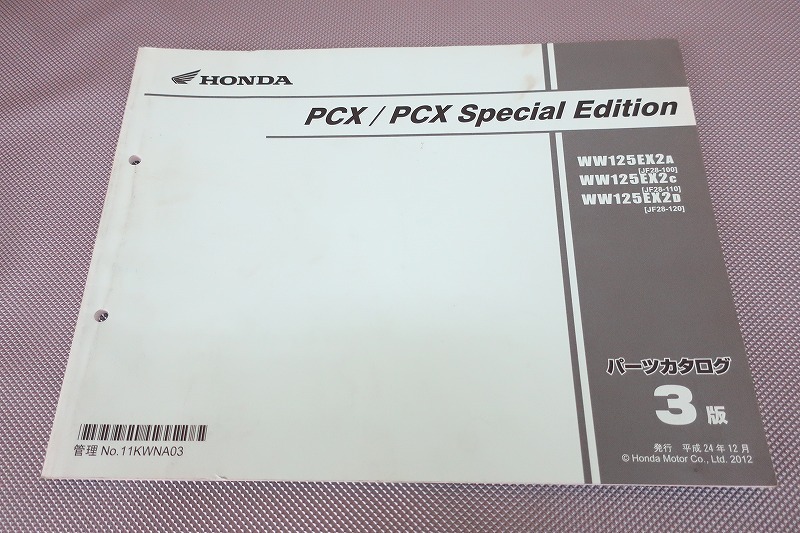 HONDA
PCX / PCX Special Edition
WW125EX2A
[JF28-100]
WW125EX2C
[JF28-110]
WW125EX2D
[JF28-120]
パーツカタログ
3版
発行 平成24年12月
© Honda Motor Co., Ltd. 2012
管理 No.11KWNA03